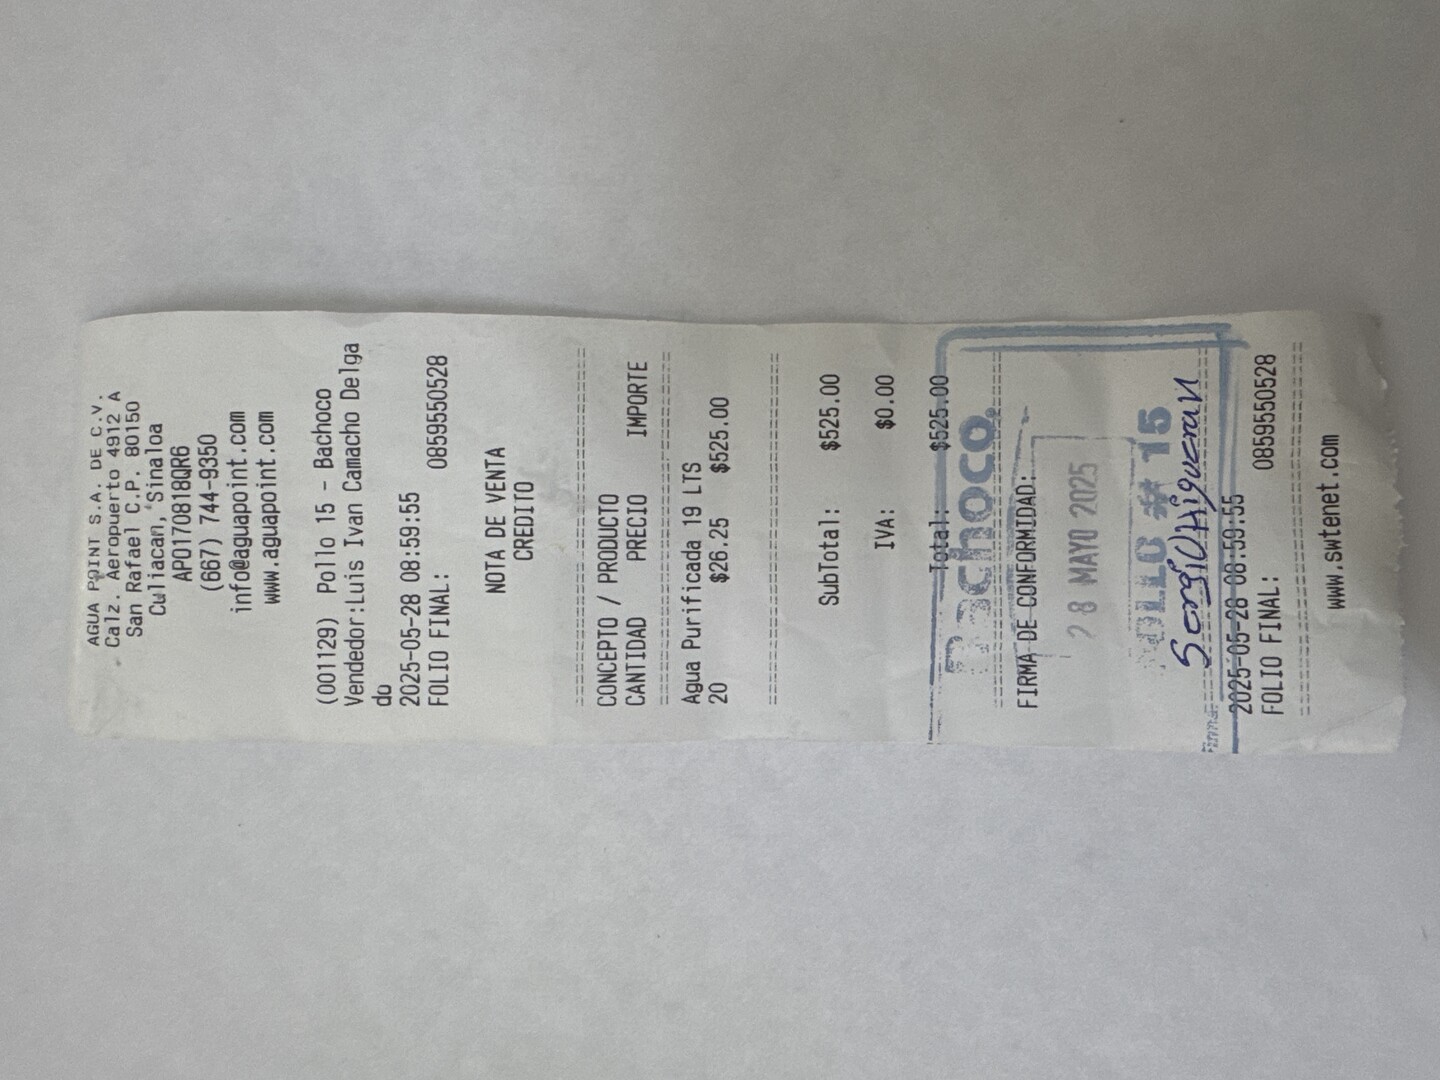 AGUA POINT S.A. DE C.V.
Calz. Aeropuerto 4912 A
San Rafael C.P. 80150
Culiacan, Sinaloa
APO170818QR6
(667) 744-9350
info@aguapoint.com
www.aguapoint.com
(001129) Pollo 15 - Bachoco
Vendedor:Luis Ivan Camacho Delga
do
2025-05-28 08:59:55
FOLIO FINAL: 0859550528
NOTA DE VENTA
CREDITO
CONCEPTO / PRODUCTO
CANTIDAD PRECIO IMPORTE
Agua Purificada 19 LTS
20 $26.25 $525.00
SubTotal: $525.00
IVA: $0.00
Total: $525.00
Bachoco
FIRMA DE CONFORMIDAD:
28 MAYO 2025
POLLO # 15
Sergio Higueran
Firma:
2025-05-28 08:59:55
FOLIO FINAL: 0859550528
www.swtenet.com